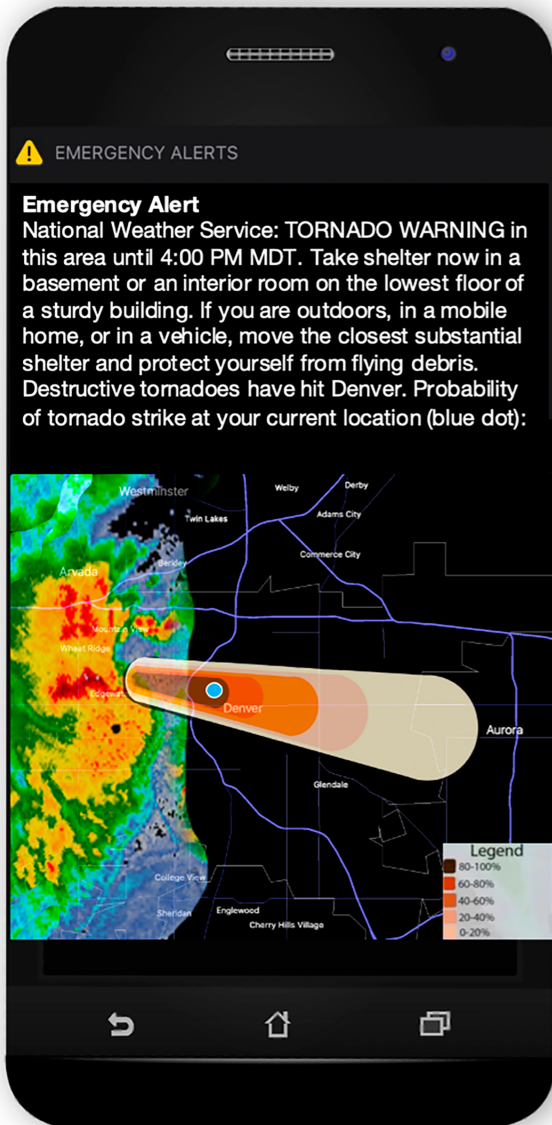 EMERGENCY ALERTS
Emergency Alert
National Weather Service: TORNADO WARNING in
this area until 4:00 PM MDT. Take shelter now in a
basement or an interior room on the lowest floor of
a sturdy building. If you are outdoors, in a mobile
home, or in a vehicle, move the closest substantial
shelter and protect yourself from flying debris.
Destructive tornadoes have hit Denver. Probability
of tornado strike at your current location (blue dot):
Westminster
Welby
Derby
Twin Lakes
Adams City
Commerce City
Berkley
Arvada
Mountain View
Wheat Ridge
Denver
Aurora
Glendale
College View
Sheridan
Englewood
Cherry Hills Village
Legend
80-100%
60-80%
40-60%
20-40%
0-20%